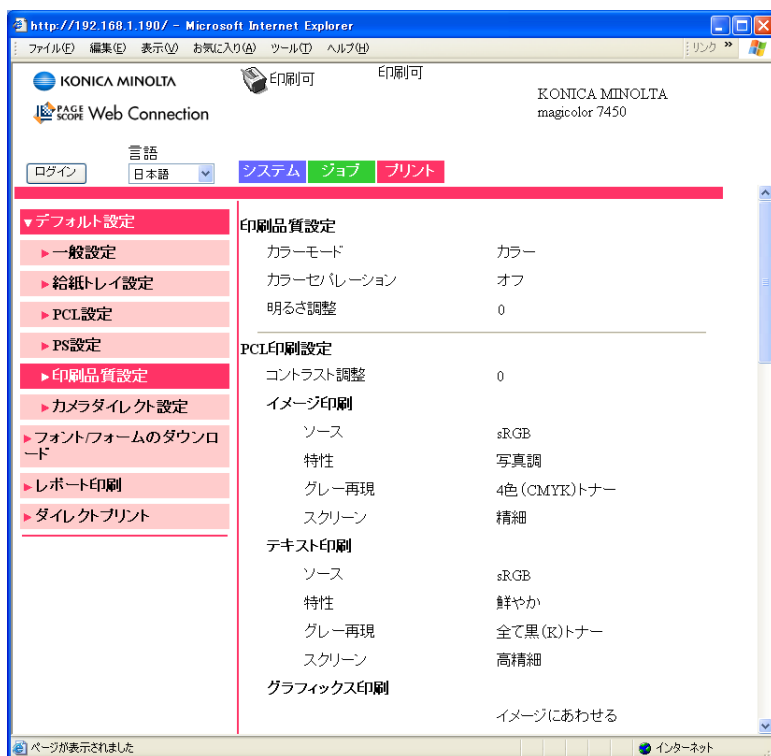 http://192.168.1.190/ - Microsoft Internet Explorer
ファイル(F) 編集(E) 表示(V) お気に入り(A) ツール(T) ヘルプ(H) リンク »
KONICA MINOLTA 印刷可 印刷可
KONICA MINOLTA
magicolor 7450
PAGE SCOPE Web Connection
言語
ログイン 日本語 システム ジョブ プリント
▼デフォルト設定
▶一般設定
▶給紙トレイ設定
▶PCL設定
▶PS設定
▶印刷品質設定
▶カメラダイレクト設定
▶フォント/フォームのダウンロ
ード
▶レポート印刷
▶ダイレクトプリント
印刷品質設定
カラーモード カラー
カラーセパレーション オフ
明るさ調整 0
PCL印刷設定
コントラスト調整 0
イメージ印刷
ソース sRGB
特性 写真調
グレー再現 4色(CMYK)トナー
スクリーン 精細
テキスト印刷
ソース sRGB
特性 鮮やか
グレー再現 全て黒(K)トナー
スクリーン 高精細
グラフィックス印刷
イメージにあわせる
ページが表示されました インターネット